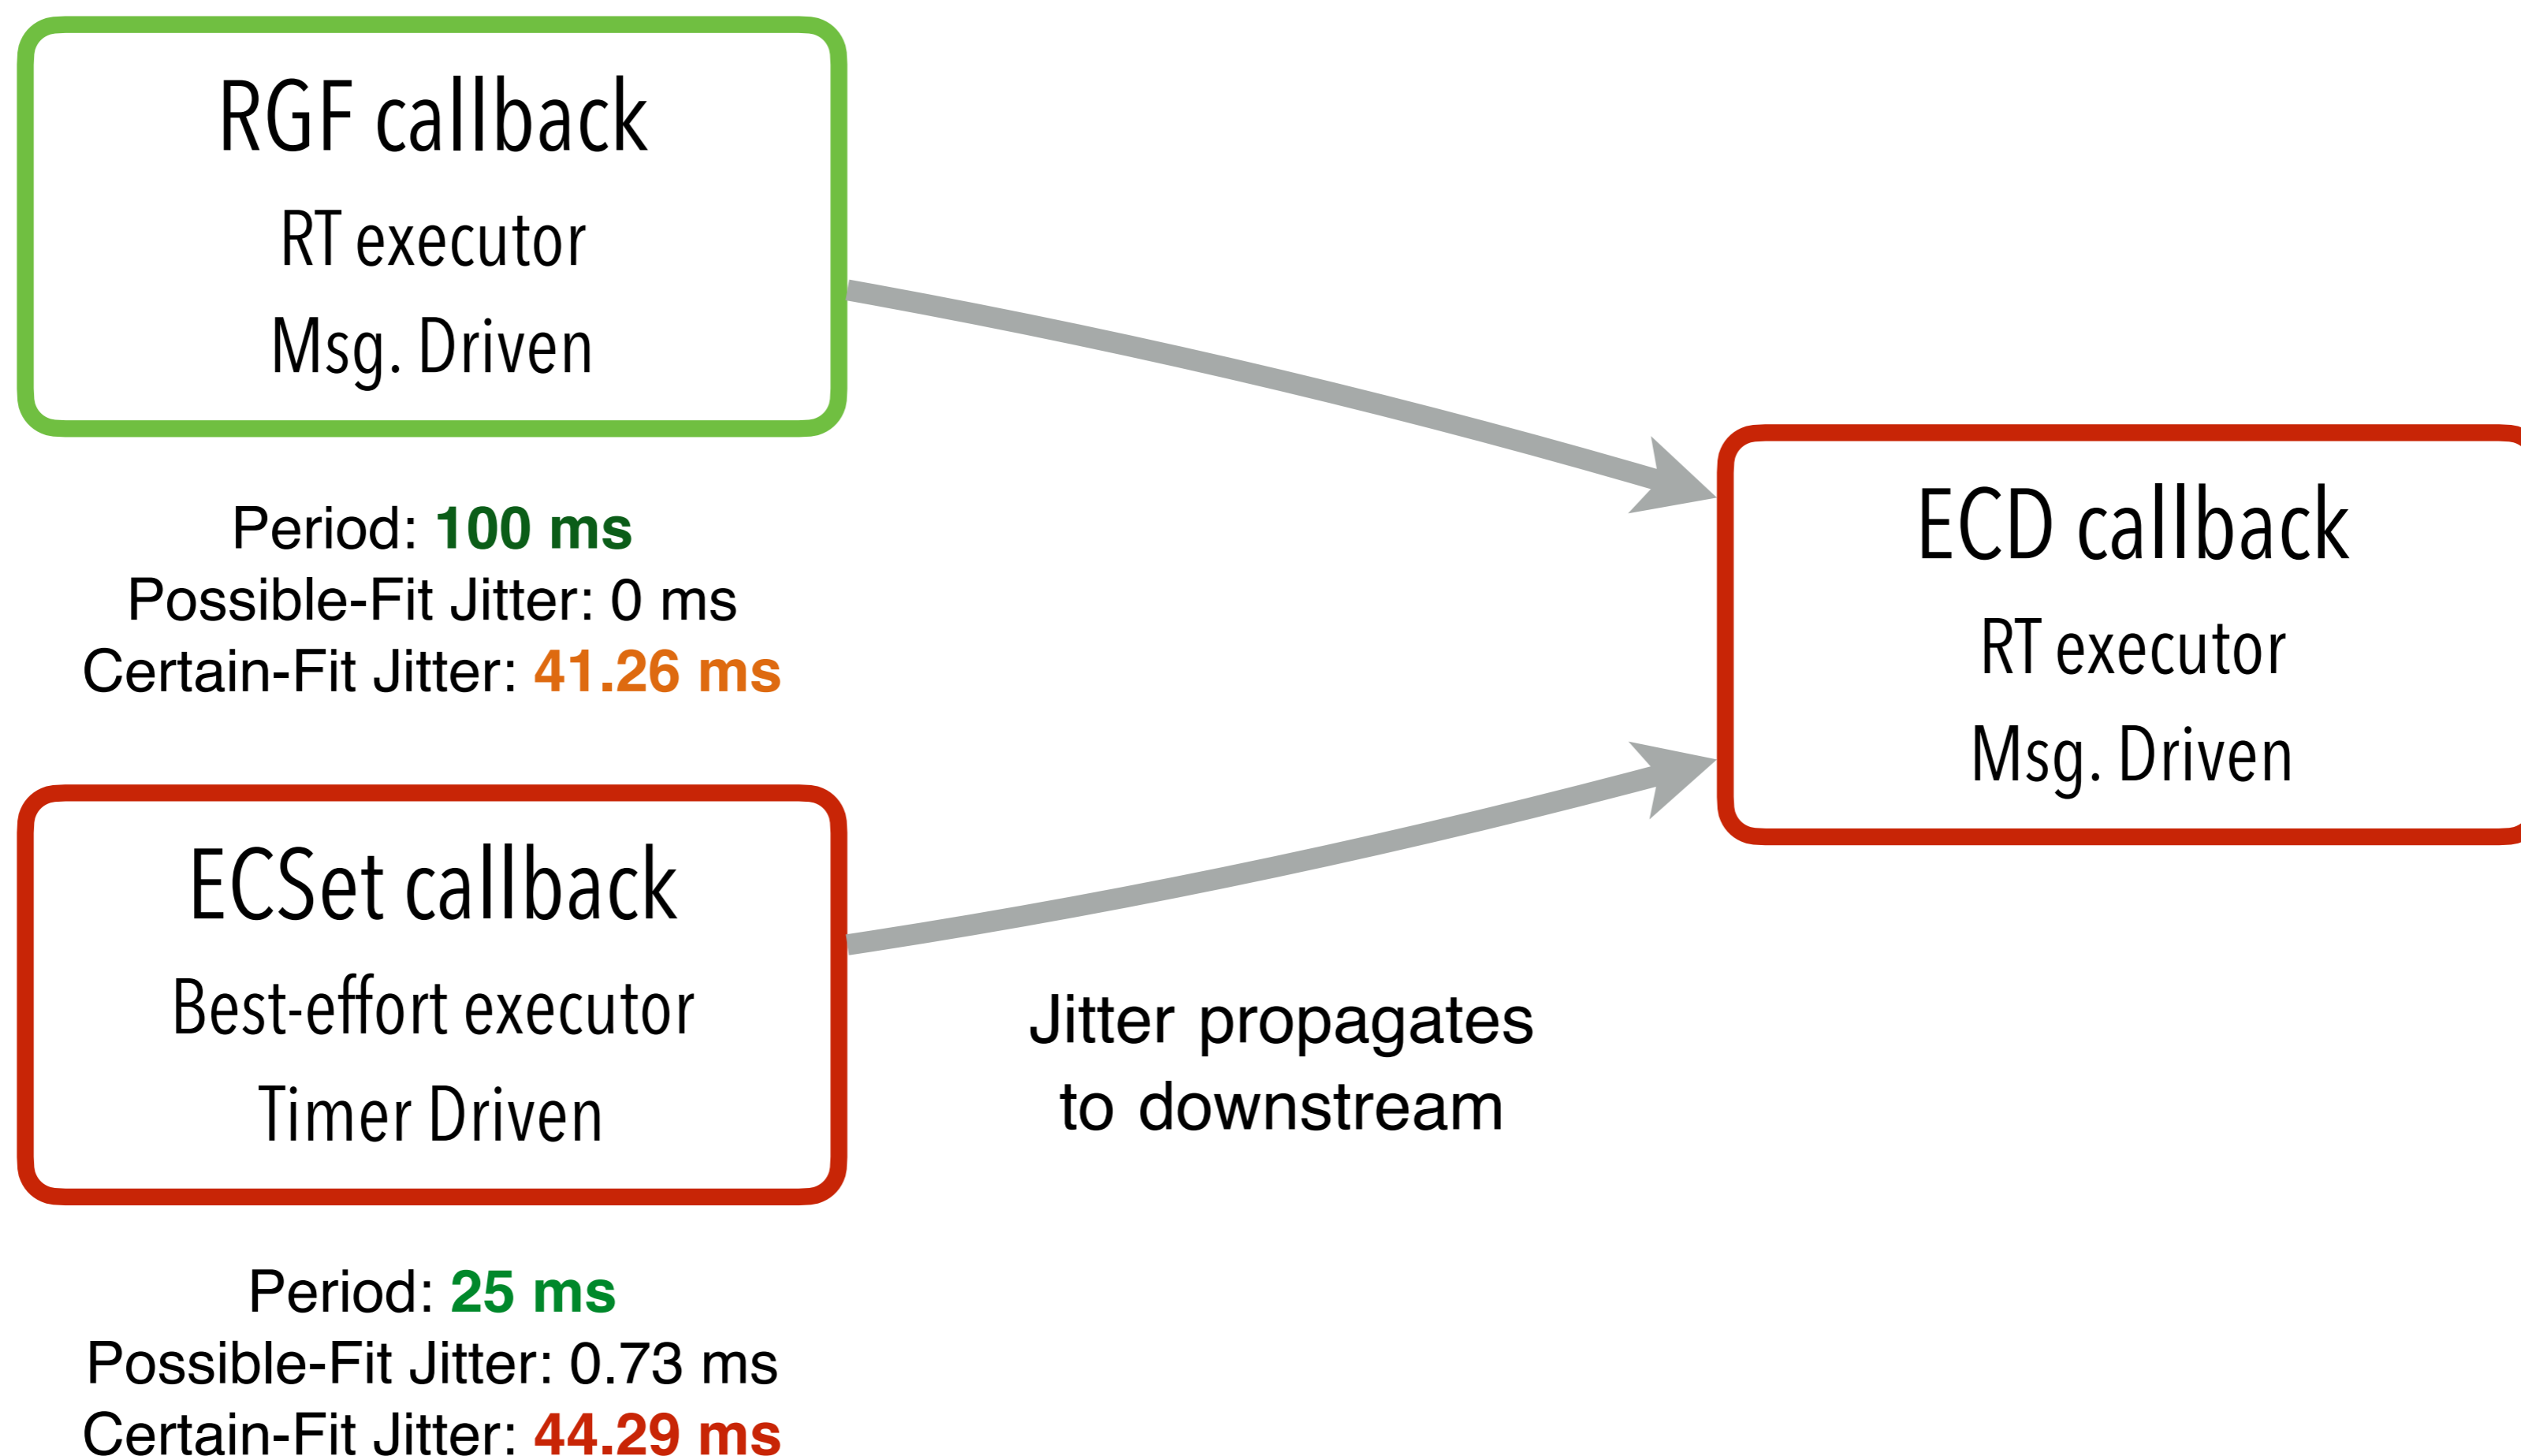 RGF callback
RT executor
Msg. Driven
Period: 100 ms
Possible-Fit Jitter: 0 ms
Certain-Fit Jitter: 41.26 ms
ECSet callback
Best-effort executor
Timer Driven
Period: 25 ms
Possible-Fit Jitter: 0.73 ms
Certain-Fit Jitter: 44.29 ms
Jitter propagates
to downstream
ECD callback
RT executor
Msg. Driven